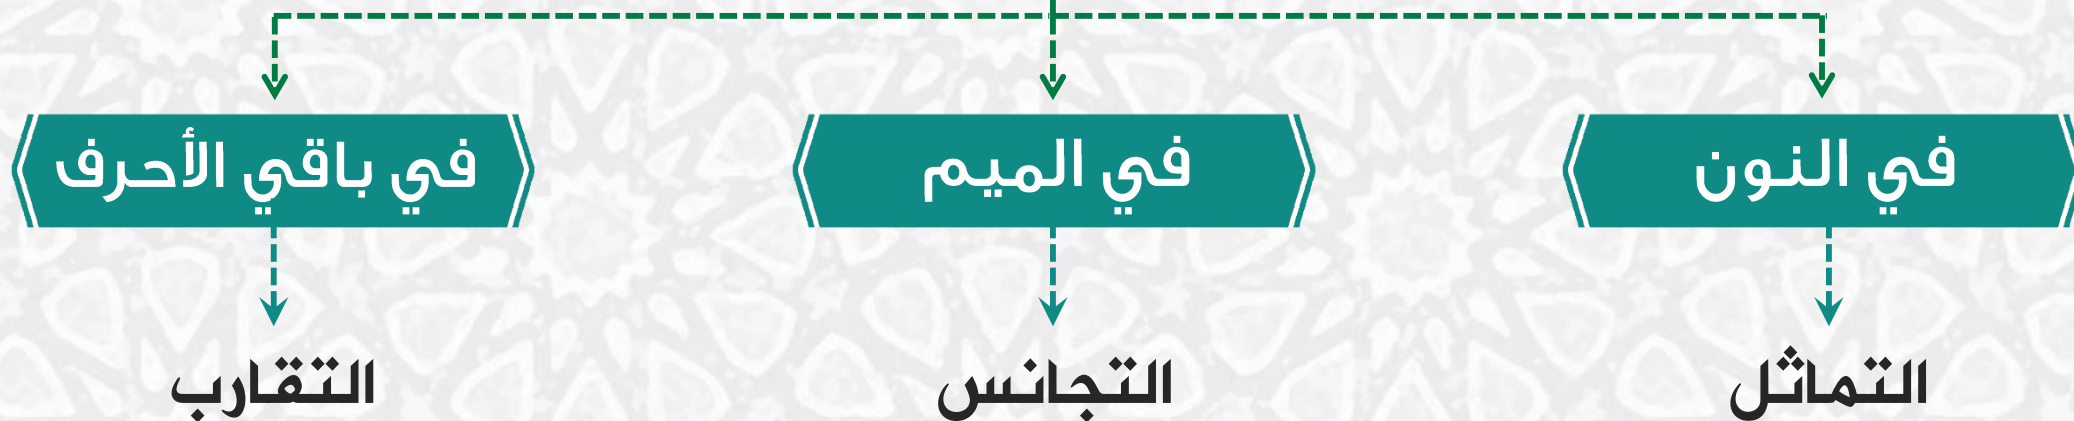 في النون
في الميم
في باقي الأحرف
التماثل
التجانس
التقارب